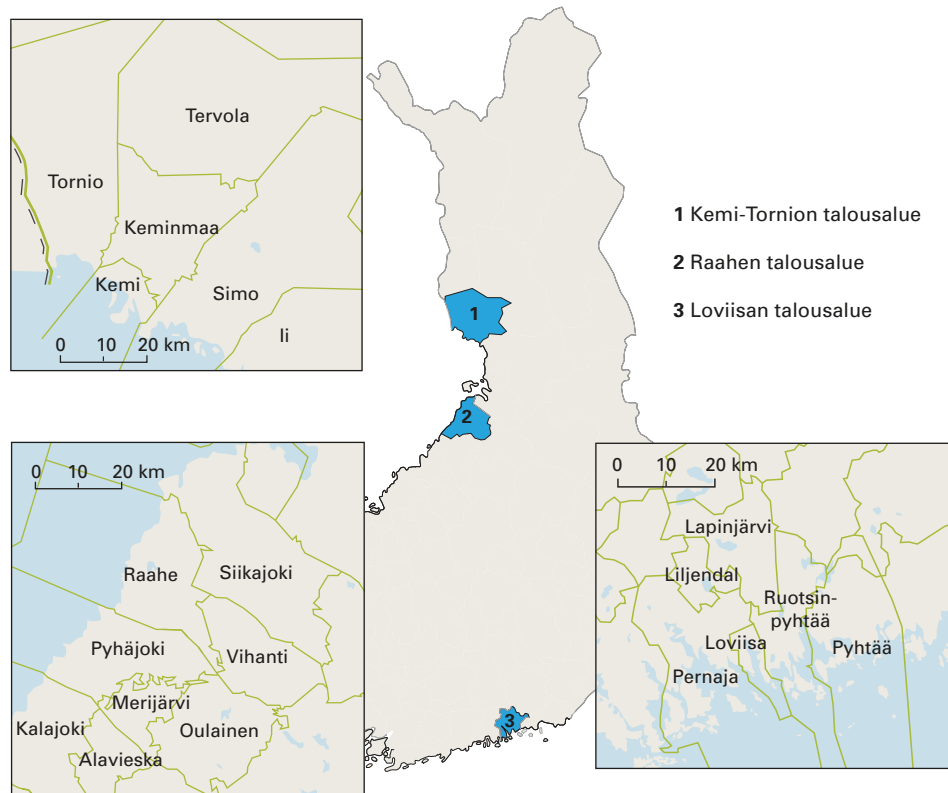 Tervola
Tornio
Keminmaa
Kemi
Simo
Ii
0 10 20 km
1
2
3
1 Kemi-Tornion talousalue
2 Raahen talousalue
3 Loviisan talousalue
0 10 20 km
Raahe
Siikajoki
Pyhäjoki
Vihanti
Merijärvi
Kalajoki
Oulainen
Alavieska
0 10 20 km
Lapinjärvi
Liljendal
Ruotsin-
pyhtää
Loviisa
Pyhtää
Pernaja